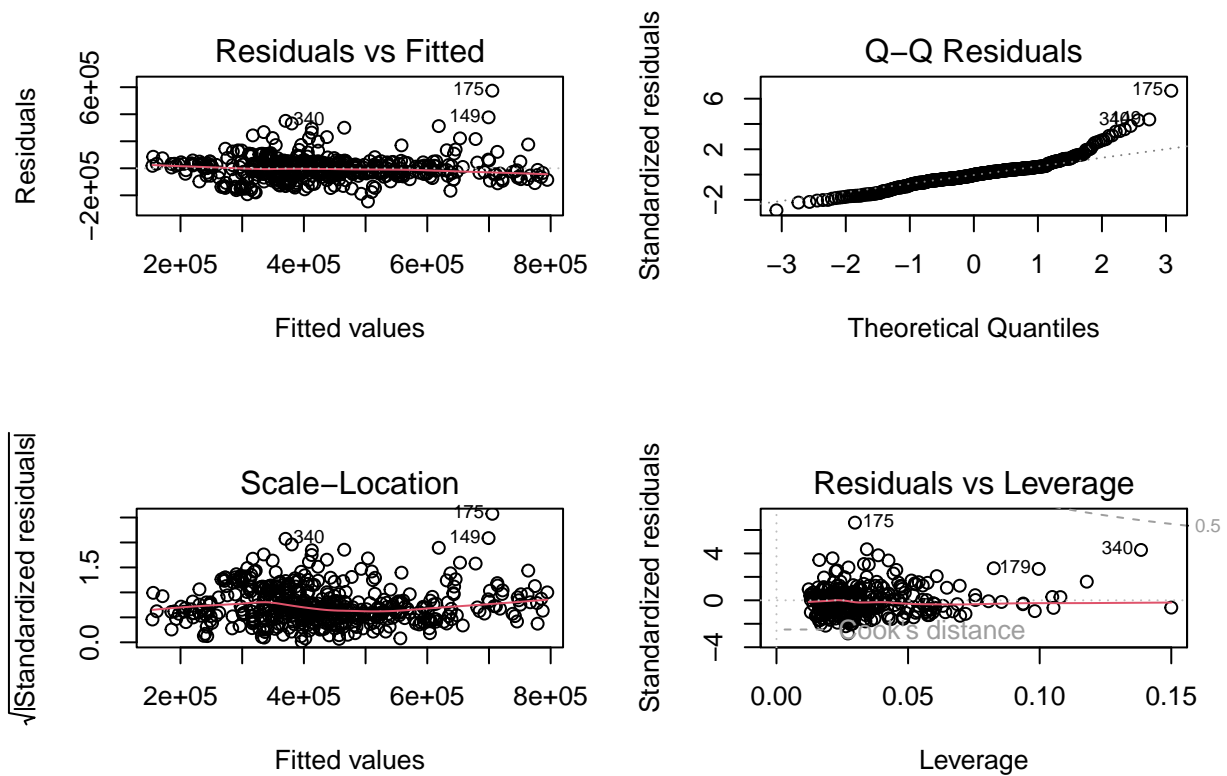 Residuals vs Fitted
Residuals
6e+05
−2e+05
175
149
340
2e+05 4e+05 6e+05 8e+05
Fitted values
Q−Q Residuals
Standardized residuals
6
2
−2
175
340
−3 −2 −1 0 1 2 3
Theoretical Quantiles
Scale−Location
√|Standardized residuals|
1.5
0.0
175
149
340
2e+05 4e+05 6e+05 8e+05
Fitted values
Residuals vs Leverage
Standardized residuals
4
0
−4
175
340
179
0.5
Cook's distance
0.00 0.05 0.10 0.15
Leverage